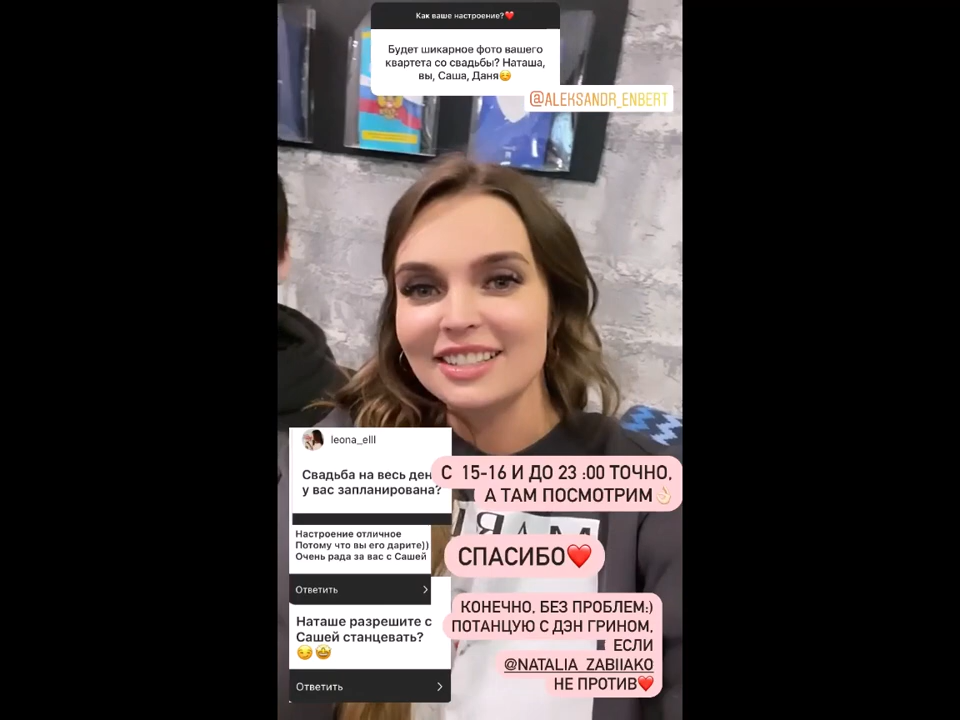 Как ваше настроение?❤️
Будет шикарное фото вашего
квартета со свадьбы? Наташа,
вы, Саша, Даня😌
@ALEKSANDR_ENBERT
leona_elll
Свадьба на весь ден
у вас запланирована?
С 15-16 И ДО 23 :00 ТОЧНО,
А ТАМ ПОСМОТРИМ👌🏻
Настроение отличное
Потому что вы его дарите))
Очень рада за вас с Сашей
Ответить
СПАСИБО❤️
Наташе разрешите с
Сашей станцевать?
😏🤩
Ответить
КОНЕЧНО, БЕЗ ПРОБЛЕМ:)
ПОТАНЦУЮ С ДЭН ГРИНОМ,
ЕСЛИ
@NATALIA_ZABIIAKO
НЕ ПРОТИВ❤️